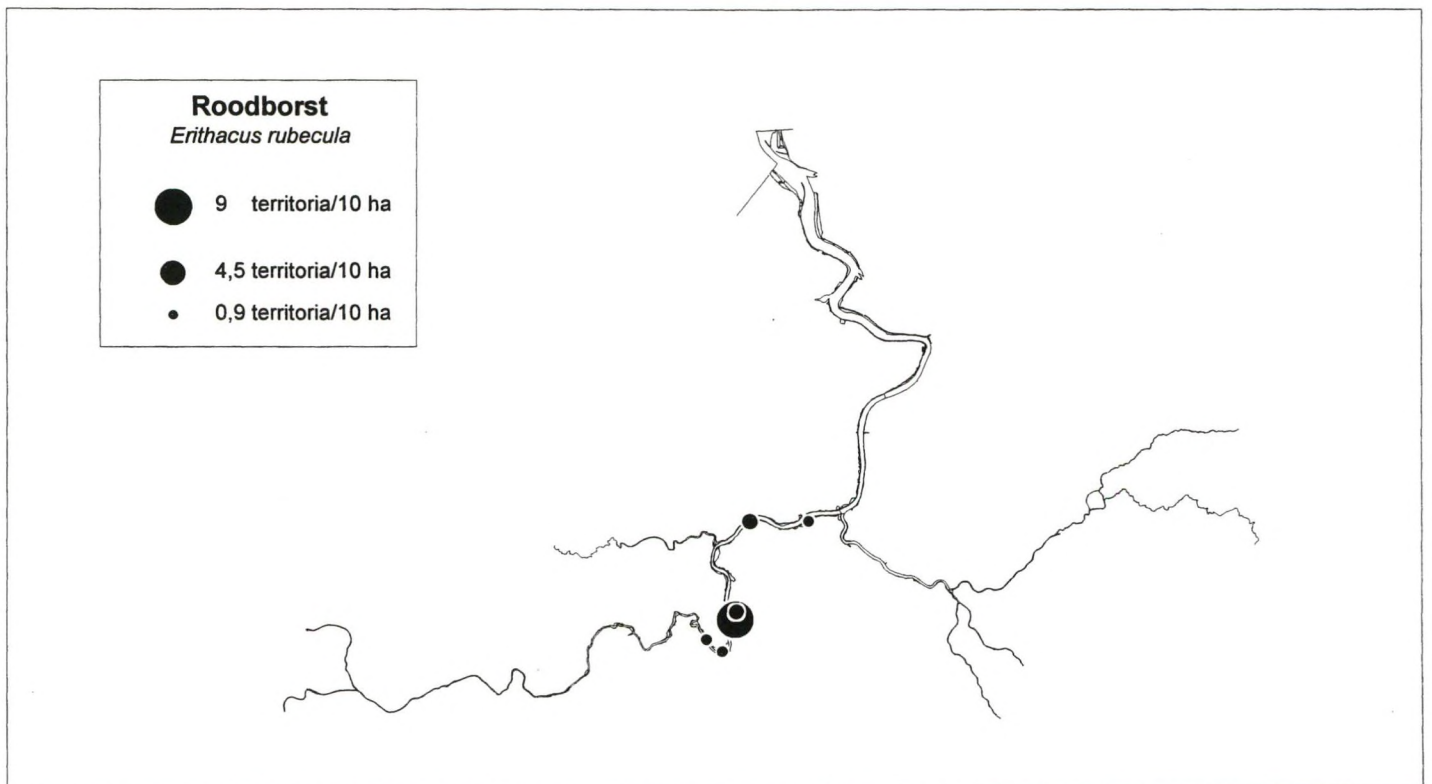 Roodborst
Erithacus rubecula
9 territoria/10 ha
4,5 territoria/10 ha
0,9 territoria/10 ha